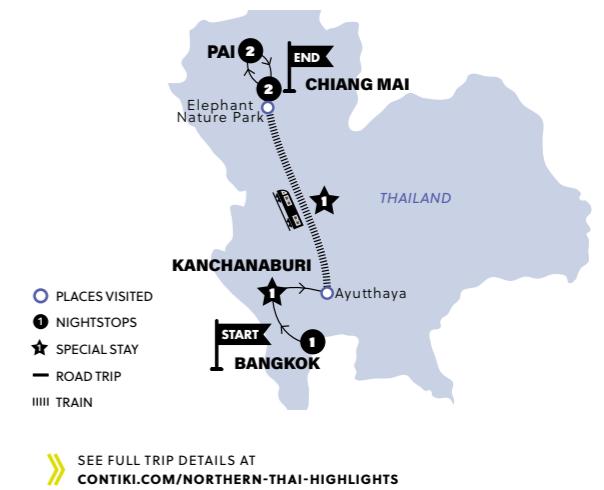 PAI
2
END
2
CHIANG MAI
Elephant
Nature Park
1
THAILAND
KANCHANABURI
1
Ayutthaya
START
1
BANGKOK
PLACES VISITED
1 NIGHTSTOPS
1 SPECIAL STAY
ROAD TRIP
TRAIN
SEE FULL TRIP DETAILS AT
CONTIKI.COM/NORTHERN-THAI-HIGHLIGHTS